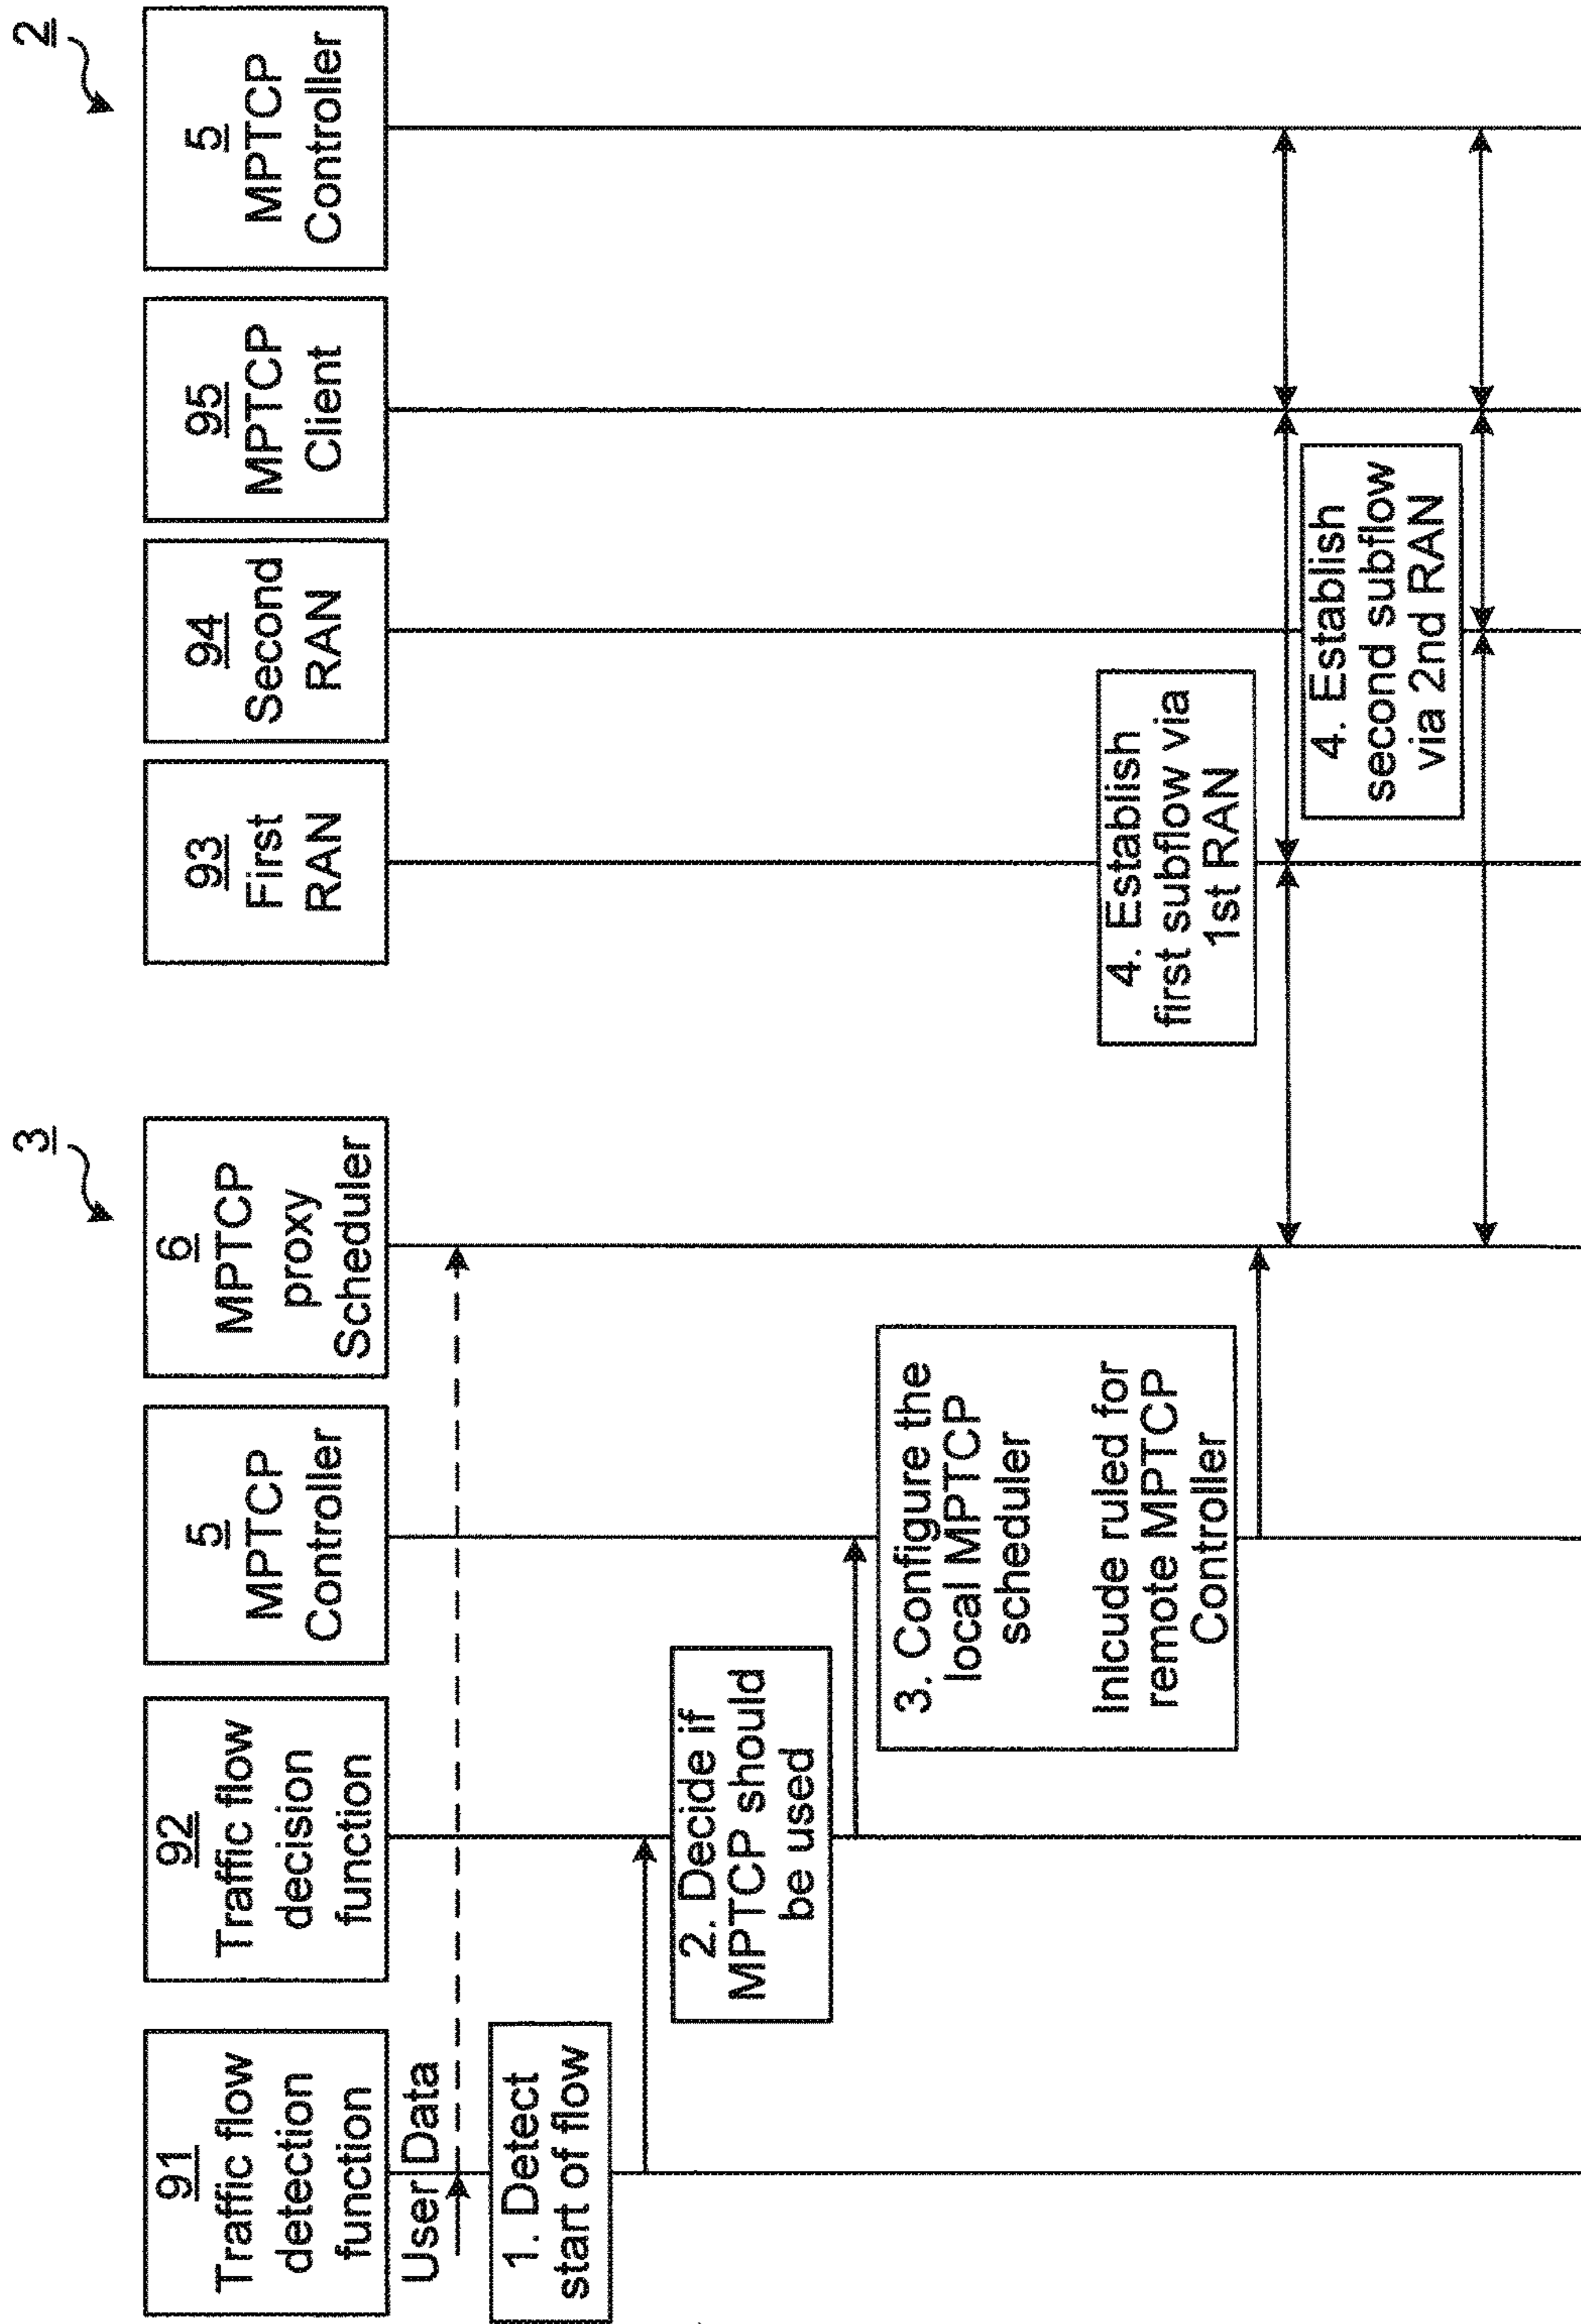 3
2
91
Traffic flow
detection
function
92
Traffic flow
decision
function
5
MPTCP
Controller
6
MPTCP
proxy
Scheduler
93
First
RAN
94
Second
RAN
95
MPTCP
Client
5
MPTCP
Controller
User Data
1. Detect
start of flow
2. Decide if
MPTCP should
be used
3. Configure the
local MPTCP
scheduler
Inlcude ruled for
remote MPTCP
Controller
4. Establish
first subflow via
1st RAN
4. Establish
second subflow
via 2nd RAN